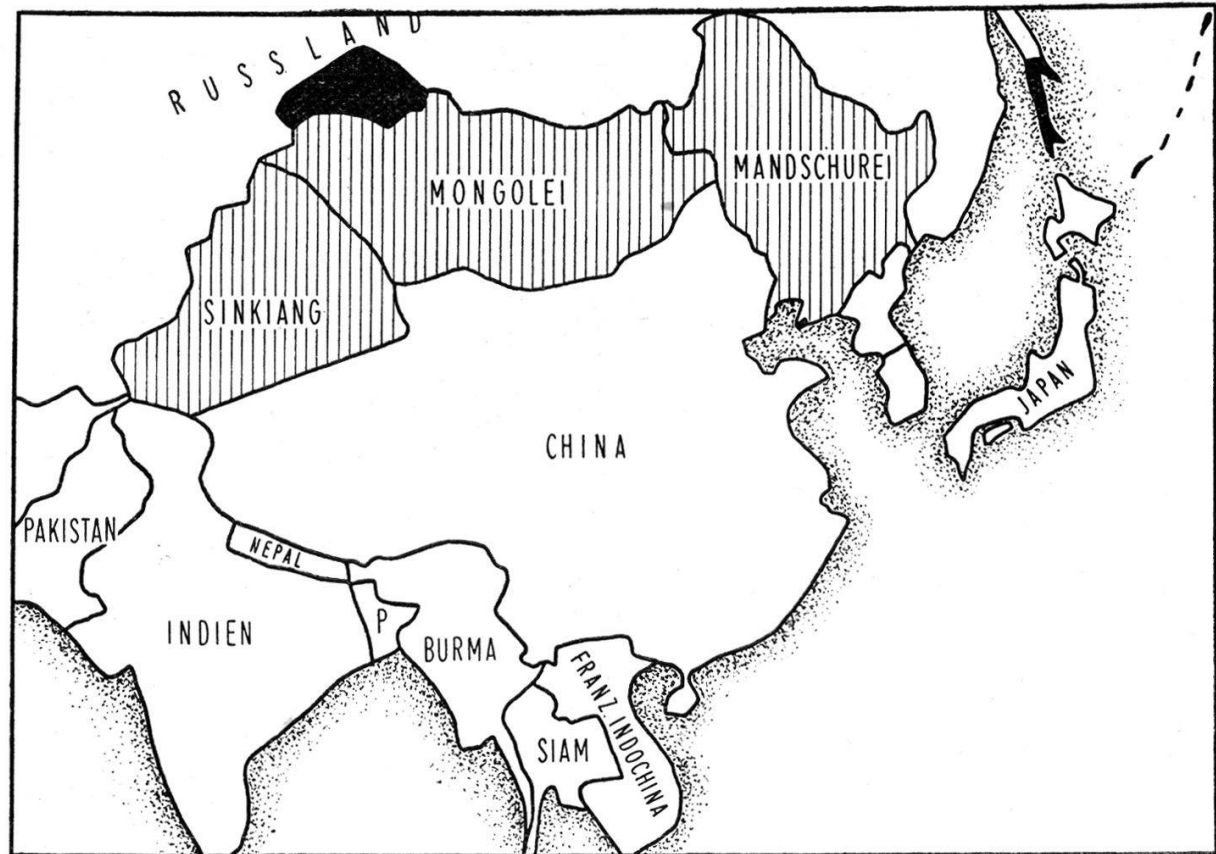 RUSSLAND
MONGOLEI
MANDSCHUREI
SINKIANG
JAPAN
CHINA
PAKISTAN
NEPAL
INDIEN
P
BURMA
FRANZ. INDOCHINA
SIAM